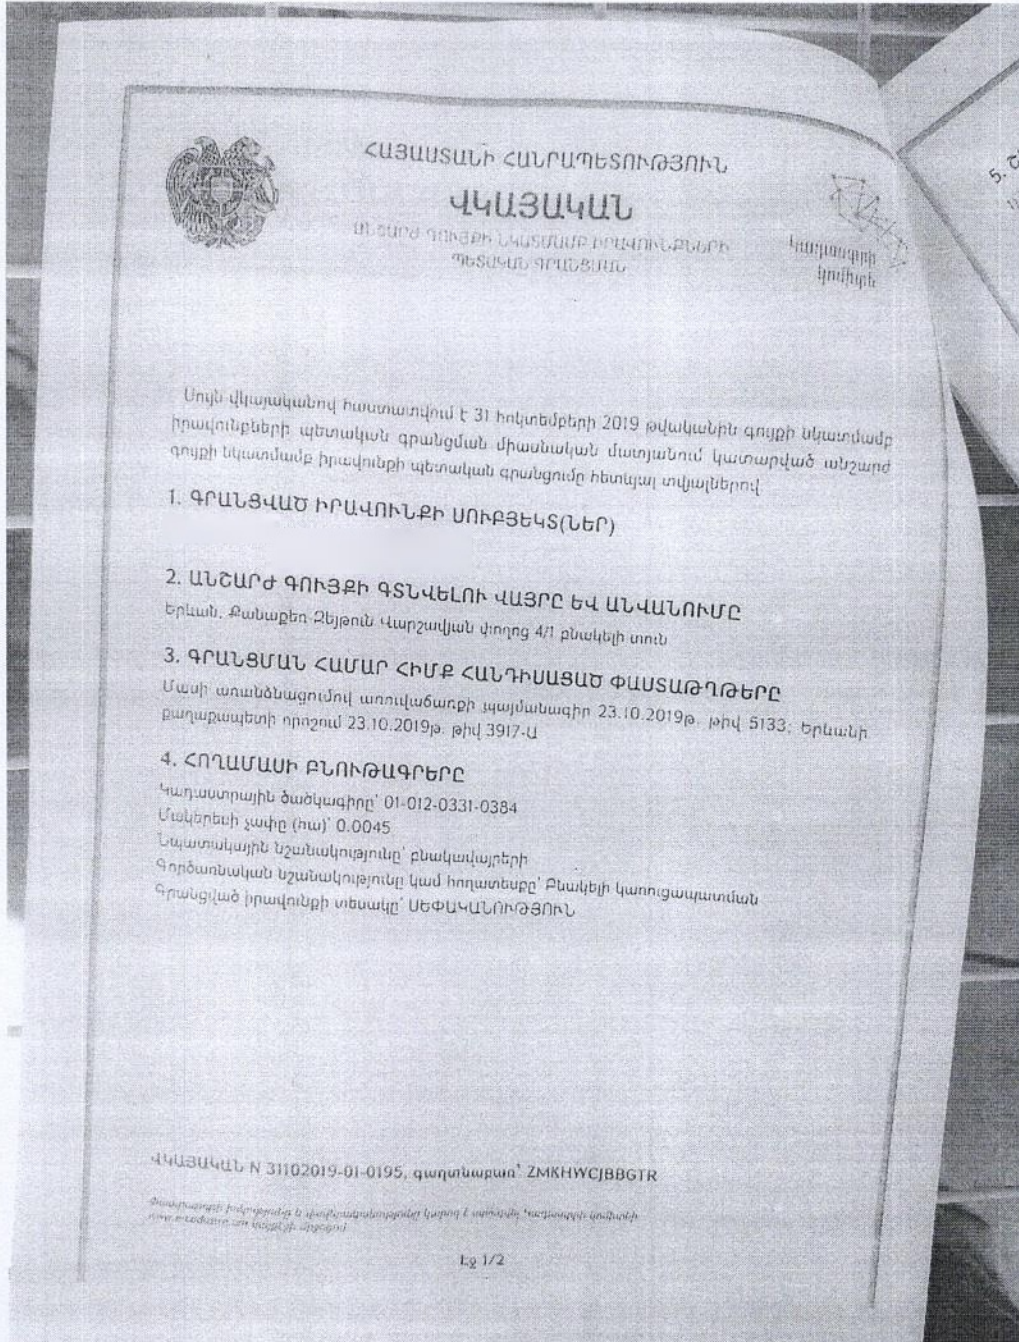 ՀԱՅԱՍՏԱՆԻ ՀԱՆՐԱՊԵՏՈՒԹՅՈՒՆ
ՎԿԱՅԱԿԱՆ
ԱՆՇԱՐԺ ԳՈՒՅՔԻ ՆԿԱՏՄԱՄԲ ԻՐԱՎՈՒՆՔՆԵՐԻ
ՊԵՏԱԿԱՆ ԳՐԱՆՑՄԱՆ
Կադաստրի
կոմիտե
5.
Սույն վկայականով հաստատվում է 31 հոկտեմբերի 2019 թվականին գույքի նկատմամբ
իրավունքների պետական գրանցման միասնական մատյանում կատարված անշարժ
գույքի նկատմամբ իրավունքի պետական գրանցումը հետևյալ տվյալներով
1. ԳՐԱՆՑՎԱԾ ԻՐԱՎՈՒՆՔԻ ՍՈՒԲՅԵԿՏ(ՆԵՐ)
2. ԱՆՇԱՐԺ ԳՈՒՅՔԻ ԳՏՆՎԵԼՈՒ ՎԱՅՐԸ ԵՎ ԱՆՎԱՆՈՒՄԸ
Երևան, Քանաքեռ-Զեյթուն Վարշավյան փողոց 4/1 բնակելի տուն
3. ԳՐԱՆՑՄԱՆ ՀԱՄԱՐ ՀԻՄՔ ՀԱՆԴԻՍԱՑԱԾ ՓԱՍՏԱԹՂԹԵՐԸ
Մասի առանձնացումով առուվաճառքի պայմանագիր 23.10.2019թ. թիվ 5133; Երևանի
քաղաքապետի որոշում 23.10.2019թ. թիվ 3917-Ա
4. ՀՈՂԱՄԱՍԻ ԲՆՈՒԹԱԳՐԵՐԸ
Կադաստրային ծածկագիրը՝ 01-012-0331-0384
Մակերեսի չափը (հա)՝ 0.0045
Նպատակային նշանակությունը՝ բնակավայրերի
Գործառնական նշանակությունը կամ հողատեսքը՝ Բնակելի կառուցապատման
Գրանցված իրավունքի տեսակը՝ ՍԵՓԱԿԱՆՈՒԹՅՈՒՆ
ՎԿԱՅԱԿԱՆ N 31102019-01-0195, գաղտնաբառ՝ ZMKHWCJBBGTR
Էջ 1/2